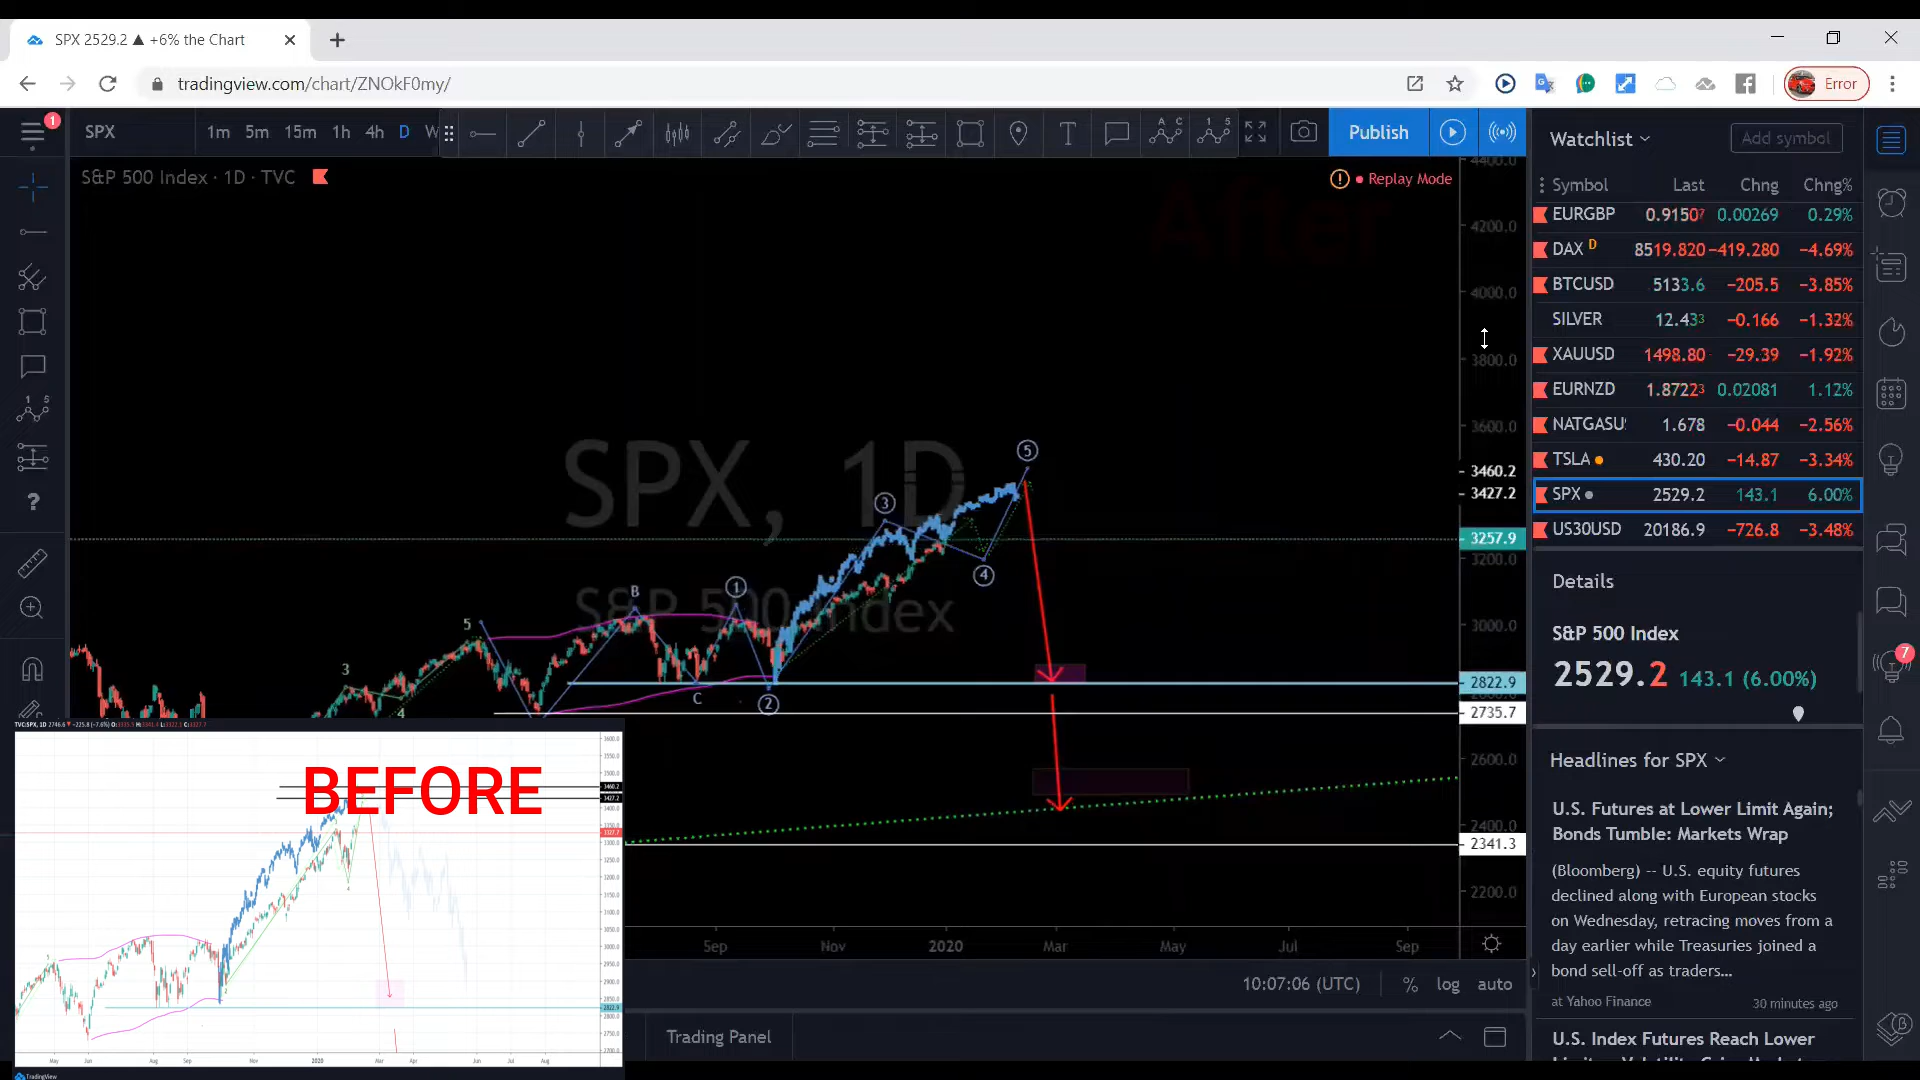 SPX 2529.2 ▲ +6% the Chart
tradingview.com/chart/ZNOkF0my/
Error
1
SPX
1m 5m 15m 1h 4h D W
Publish
S&P 500 Index · 1D · TVC
Replay Mode
After
SPX, 1D
S&P 500 Index
4400.0
4200.0
4000.0
3800.0
3600.0
3460.2
3427.2
3257.9
3200.0
3000.0
2822.9
2735.7
2600.0
2400.0
2341.3
2200.0
3
4
5
B
C
1
2
3
4
5
Sep Nov 2020 Mar May Jul Sep
10:07:06 (UTC) % log auto
Trading Panel
BEFORE
Watchlist
Add symbol
Symbol Last Chng Chng%
EURGBP 0.91507 0.00269 0.29%
DAX D 8519.820 −419.280 −4.69%
BTCUSD 5133.6 −205.5 −3.85%
SILVER 12.433 −0.166 −1.32%
XAUUSD 1498.80 −29.39 −1.92%
EURNZD 1.87223 0.02081 1.12%
NATGASU 1.678 −0.044 −2.56%
TSLA 430.20 −14.87 −3.34%
SPX 2529.2 143.1 6.00%
US30USD 20186.9 −726.8 −3.48%
Details
S&P 500 Index
2529.2 143.1 (6.00%)
7
Headlines for SPX
U.S. Futures at Lower Limit Again;
Bonds Tumble: Markets Wrap
(Bloomberg) -- U.S. equity futures
declined along with European stocks
on Wednesday, retracing moves from a
day earlier while Treasuries joined a
bond sell-off as traders...
at Yahoo Finance 30 minutes ago
U.S. Index Futures Reach Lower